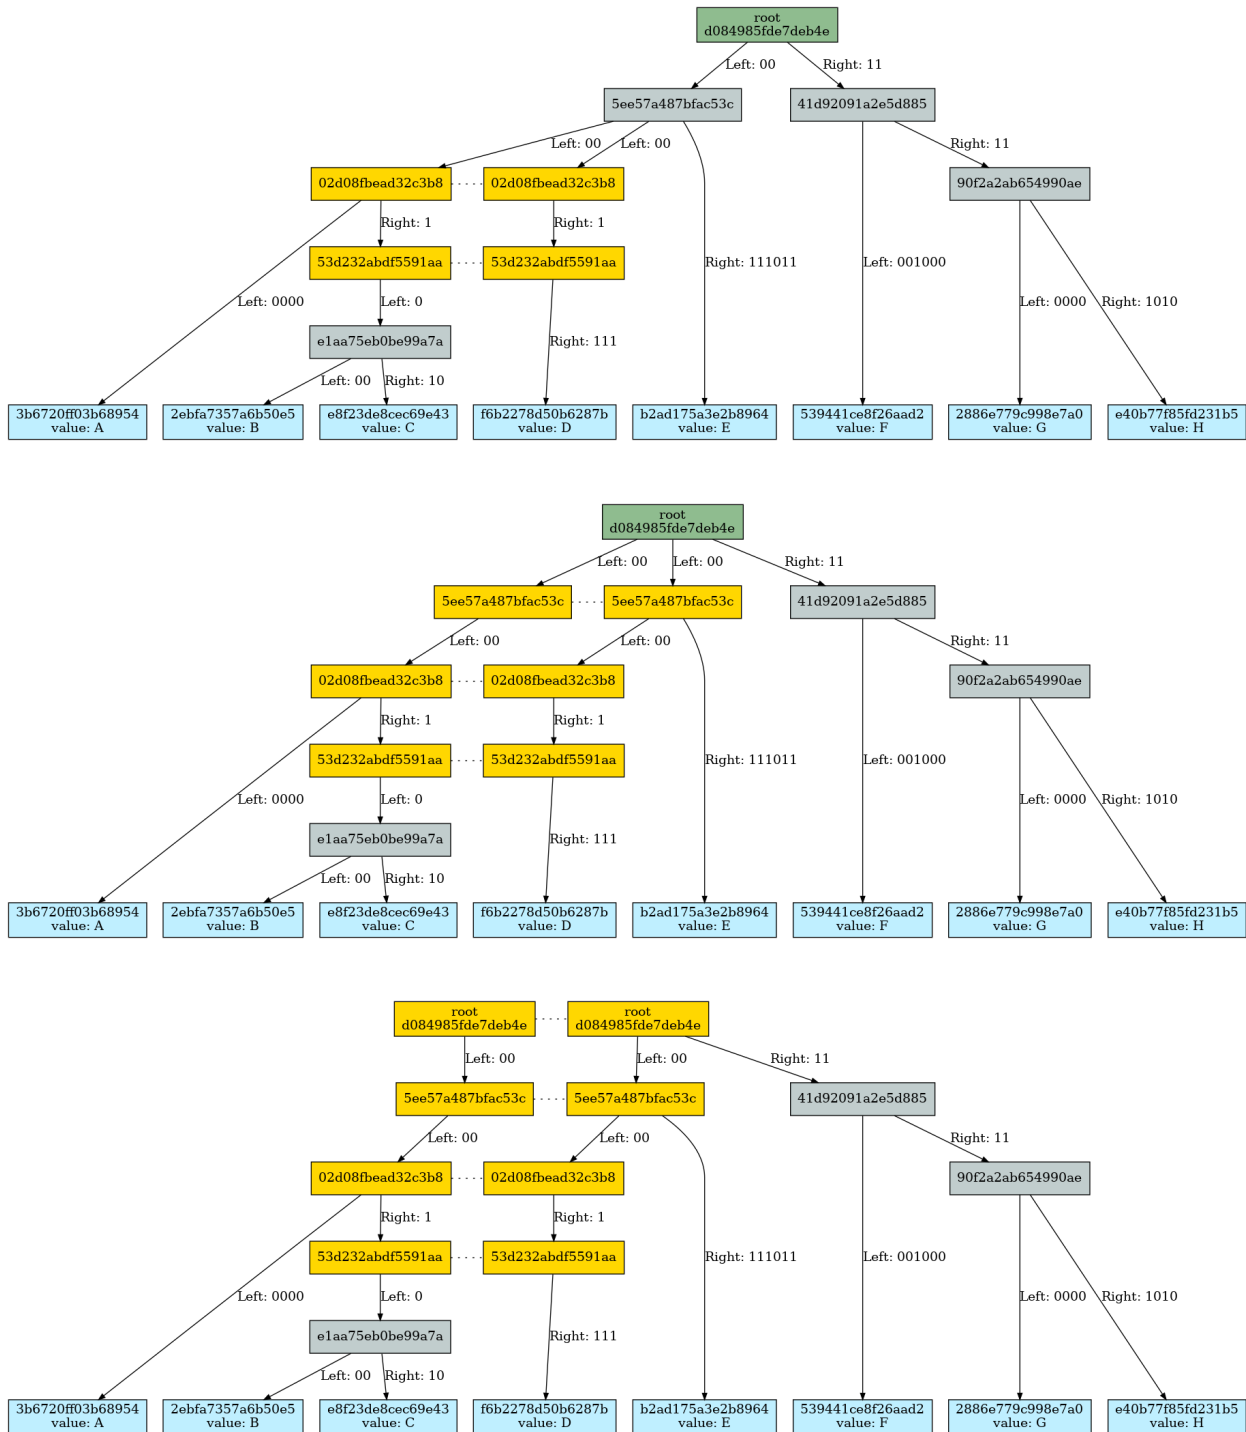 root
d084985fde7deb4e
Left: 00
Right: 11
5ee57a487bfac53c
41d92091a2e5d885
Left: 00
Left: 00
Right: 11
02d08fbead32c3b8
02d08fbead32c3b8
90f2a2ab654990ae
Right: 1
Right: 1
53d232abdf5591aa
53d232abdf5591aa
Right: 111011
Left: 001000
Left: 0000
Left: 0
Left: 0000
Right: 1010
e1aa75eb0be99a7a
Right: 111
Left: 00
Right: 10
3b6720ff03b68954
value: A
2ebfa7357a6b50e5
value: B
e8f23de8cec69e43
value: C
f6b2278d50b6287b
value: D
b2ad175a3e2b8964
value: E
539441ce8f26aad2
value: F
2886e779c998e7a0
value: G
e40b77f85fd231b5
value: H
root
d084985fde7deb4e
Left: 00
Left: 00
Right: 11
5ee57a487bfac53c
5ee57a487bfac53c
41d92091a2e5d885
Left: 00
Left: 00
Right: 11
02d08fbead32c3b8
02d08fbead32c3b8
90f2a2ab654990ae
Right: 1
Right: 1
53d232abdf5591aa
53d232abdf5591aa
Right: 111011
Left: 001000
Left: 0000
Left: 0
Left: 0000
Right: 1010
e1aa75eb0be99a7a
Right: 111
Left: 00
Right: 10
3b6720ff03b68954
value: A
2ebfa7357a6b50e5
value: B
e8f23de8cec69e43
value: C
f6b2278d50b6287b
value: D
b2ad175a3e2b8964
value: E
539441ce8f26aad2
value: F
2886e779c998e7a0
value: G
e40b77f85fd231b5
value: H
root
d084985fde7deb4e
root
d084985fde7deb4e
Left: 00
Left: 00
Right: 11
5ee57a487bfac53c
5ee57a487bfac53c
41d92091a2e5d885
Left: 00
Left: 00
Right: 11
02d08fbead32c3b8
02d08fbead32c3b8
90f2a2ab654990ae
Right: 1
Right: 1
53d232abdf5591aa
53d232abdf5591aa
Right: 111011
Left: 001000
Left: 0000
Left: 0
Left: 0000
Right: 1010
e1aa75eb0be99a7a
Right: 111
Left: 00
Right: 10
3b6720ff03b68954
value: A
2ebfa7357a6b50e5
value: B
e8f23de8cec69e43
value: C
f6b2278d50b6287b
value: D
b2ad175a3e2b8964
value: E
539441ce8f26aad2
value: F
2886e779c998e7a0
value: G
e40b77f85fd231b5
value: H